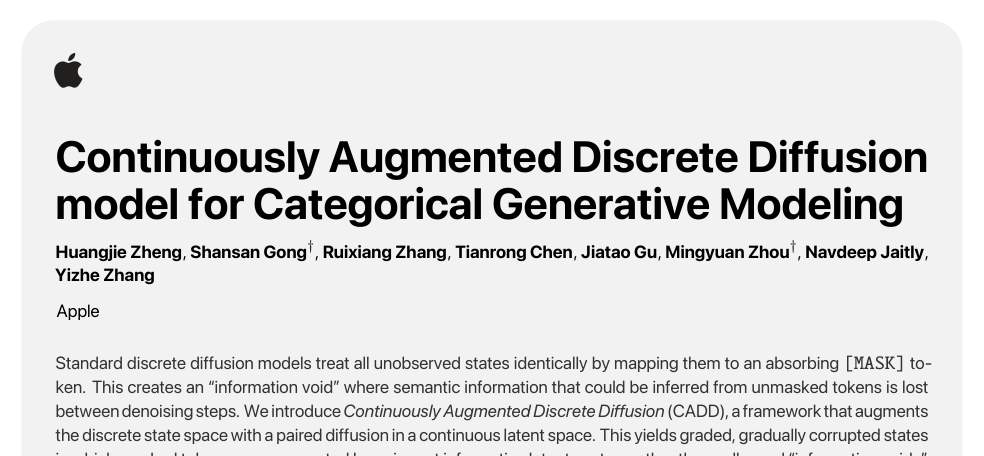 Continuously Augmented Discrete Diffusion
model for Categorical Generative Modeling
Huangjie Zheng, Shansan Gong†, Ruixiang Zhang, Tianrong Chen, Jiatao Gu, Mingyuan Zhou†, Navdeep Jaitly,
Yizhe Zhang
Apple
Standard discrete diffusion models treat all unobserved states identically by mapping them to an absorbing [MASK] to-
ken. This creates an “information void” where semantic information that could be inferred from unmasked tokens is lost
between denoising steps. We introduce Continuously Augmented Discrete Diffusion (CADD), a framework that augments
the discrete state space with a paired diffusion in a continuous latent space. This yields graded, gradually corrupted states